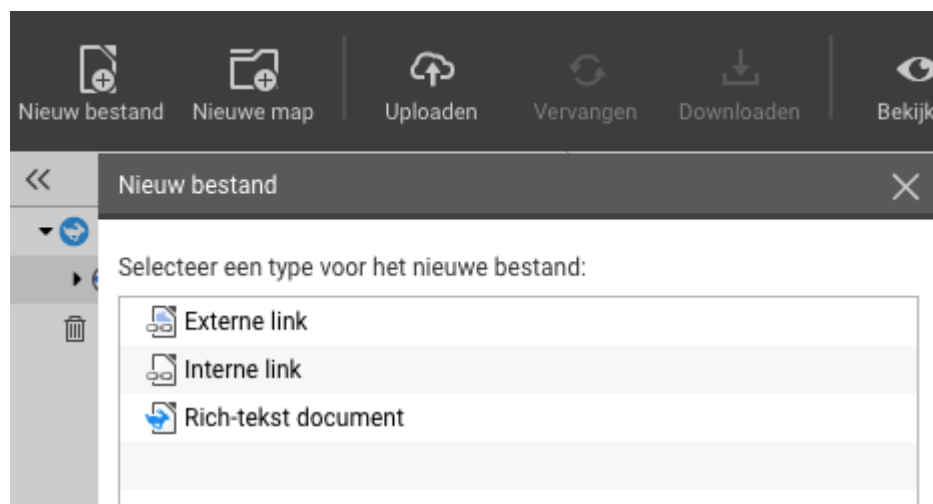 Nieuw bestand Nieuwe map Uploaden Vervangen Downloaden
Nieuw bestand
Selecteer een type voor het nieuwe bestand:
Externe link
Interne link
Rich-tekst document